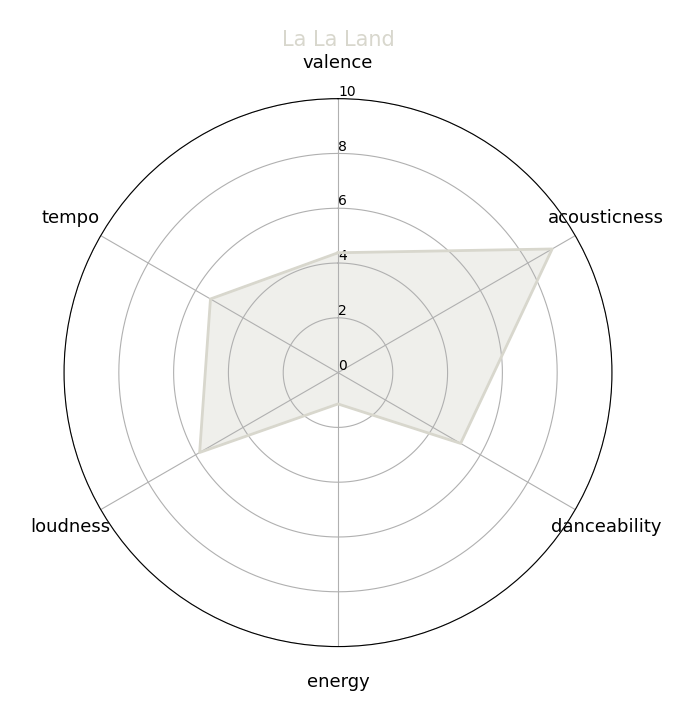 La La Land
valence
10
8
6
4
2
0
tempo
acousticness
loudness
danceability
energy